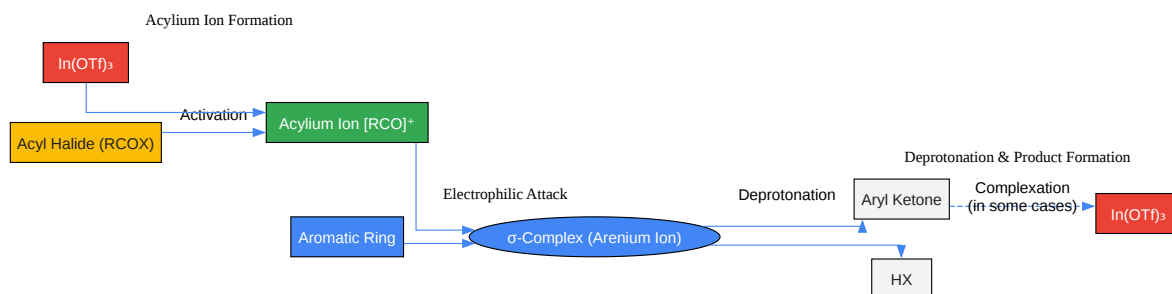 Acylium Ion Formation
In(OTf)₃
Activation
Acyl Halide (RCOX)
Acylium Ion [RCO]⁺
Electrophilic Attack
Aromatic Ring
σ-Complex (Arenium Ion)
Deprotonation & Product Formation
Deprotonation
Aryl Ketone
Complexation
(in some cases)
In(OTf)₃
HX